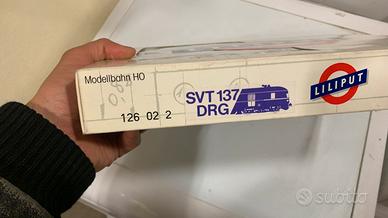 Modellbahn HO
126 02 2
SVT 137
DRG
LILIPUT
subito